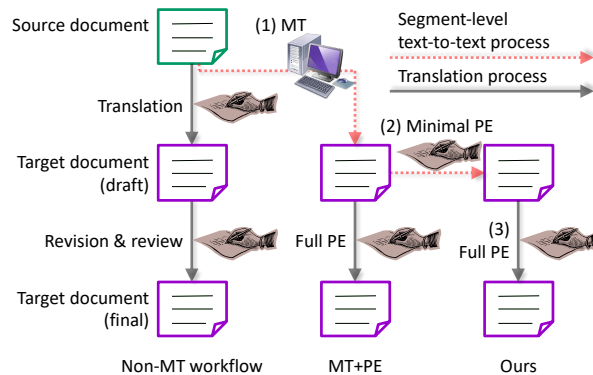 Source document
(1) MT
Segment-level
text-to-text process
Translation process
Translation
(2) Minimal PE
Target document
(draft)
Revision & review
Full PE
(3)
Full PE
Target document
(final)
Non-MT workflow
MT+PE
Ours